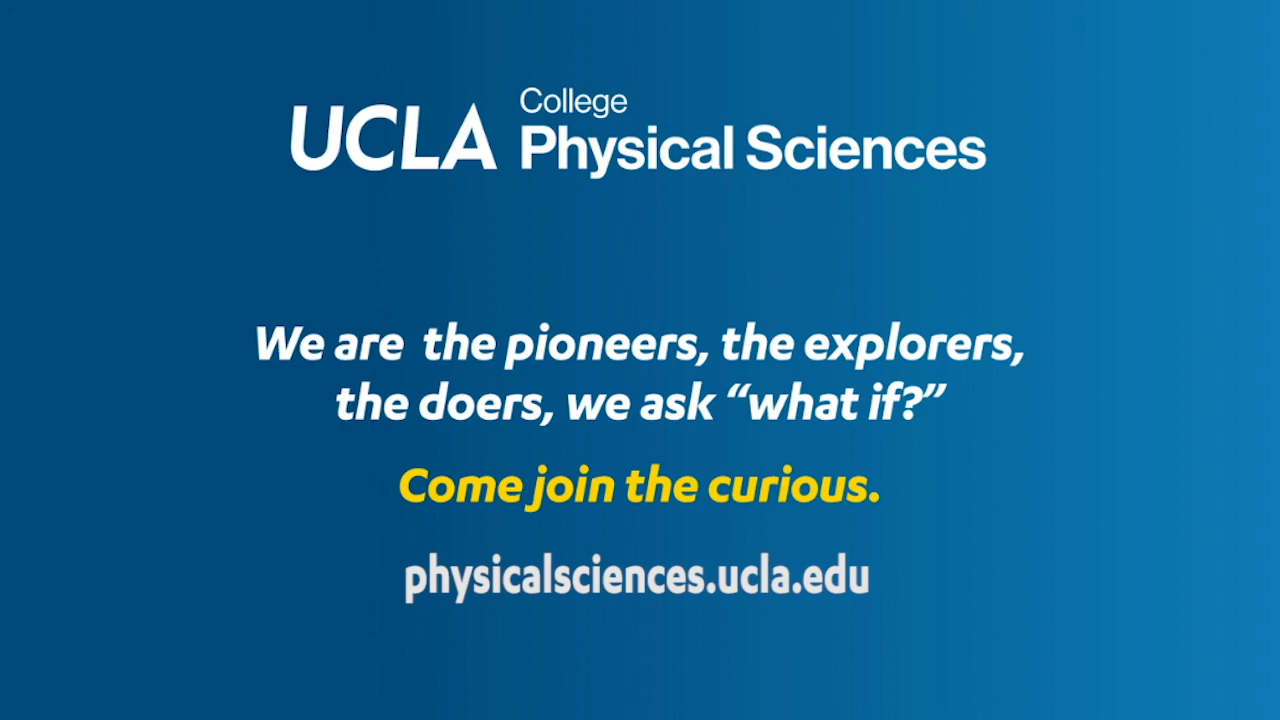 UCLA College
Physical Sciences
We are the pioneers, the explorers,
the doers, we ask “what if?”
Come join the curious.
physicalsciences.ucla.edu